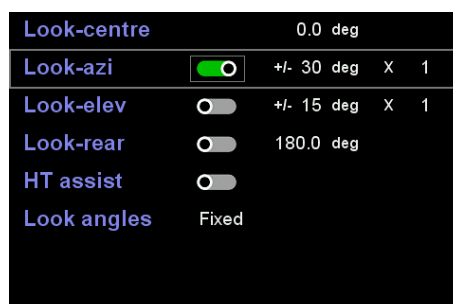 Look-centre 0.0 deg
Look-azi +/- 30 deg X 1
Look-elev +/- 15 deg X 1
Look-rear 180.0 deg
HT assist
Look angles Fixed